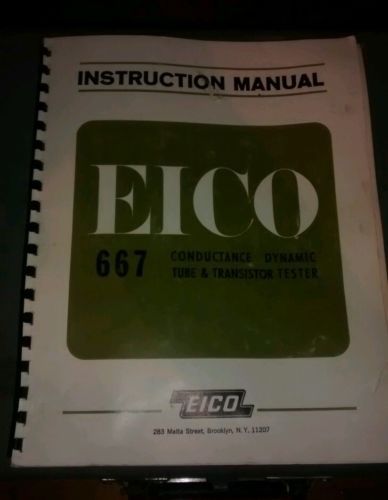 INSTRUCTION MANUAL
EICO
667 CONDUCTANCE DYNAMIC
TUBE & TRANSISTOR TESTER
EICO
283 Malta Street, Brooklyn, N. Y. 11207